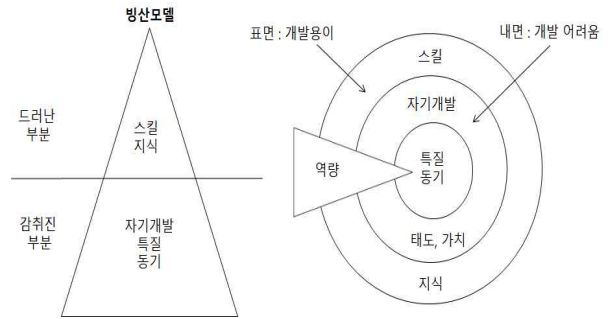 빙산모델
드러난
부분
스킬
지식
감취진
부분
자기개발
특질
동기
표면 : 개발용이
내면 : 개발 어려움
스킬
자기개발
특질
동기
역량
태도, 가치
지식